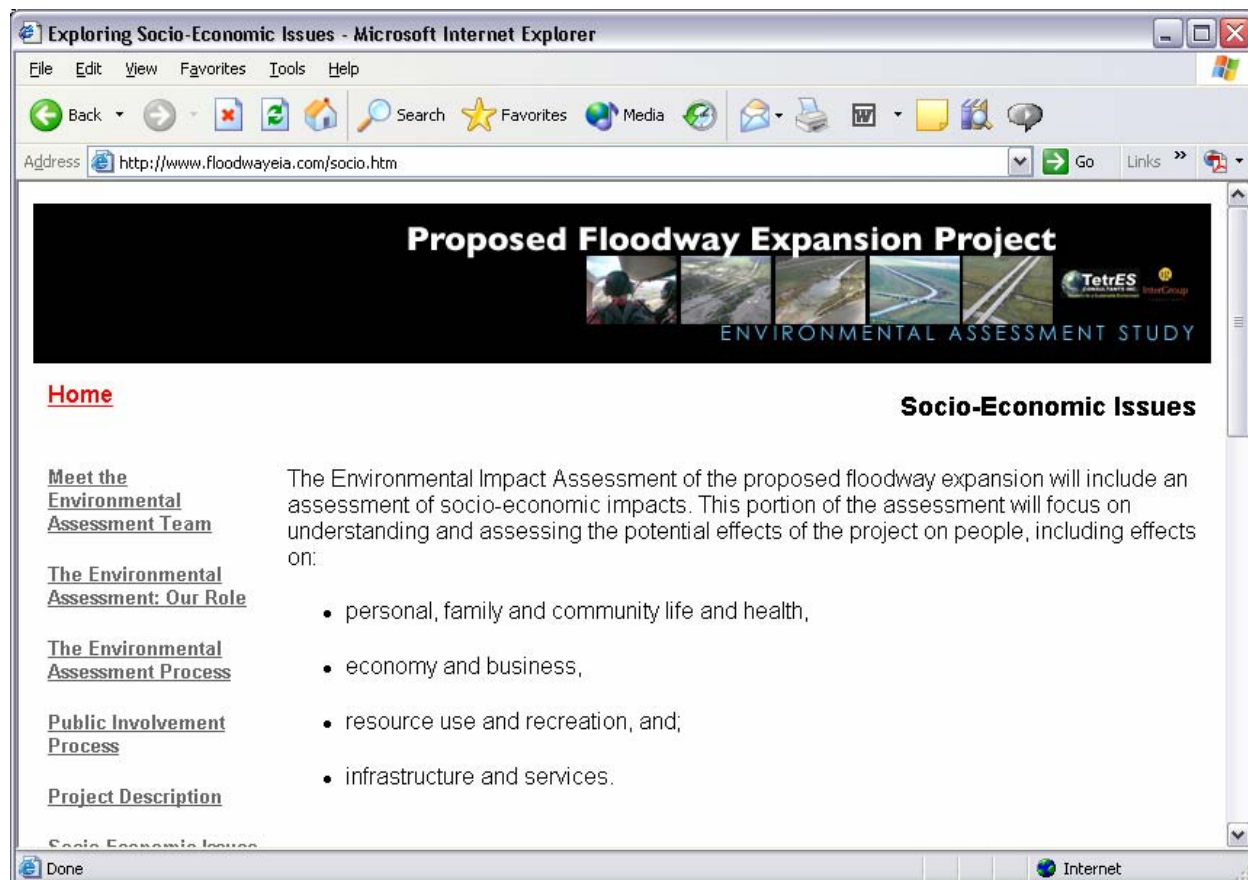 Exploring Socio-Economic Issues - Microsoft Internet Explorer
File Edit View Favorites Tools Help
Back Search Favorites Media
Address http://www.floodwayeia.com/socio.htm Go Links »
Proposed Floodway Expansion Project
TetrES
CONSULTANTS INC.
InterGroup
ENVIRONMENTAL ASSESSMENT STUDY
Home
Socio-Economic Issues
Meet the
Environmental
Assessment Team
The Environmental
Assessment: Our Role
The Environmental
Assessment Process
Public Involvement
Process
Project Description
Socio-Economic Issues
The Environmental Impact Assessment of the proposed floodway expansion will include an
assessment of socio-economic impacts. This portion of the assessment will focus on
understanding and assessing the potential effects of the project on people, including effects
on:
• personal, family and community life and health,
• economy and business,
• resource use and recreation, and;
• infrastructure and services.
Done Internet